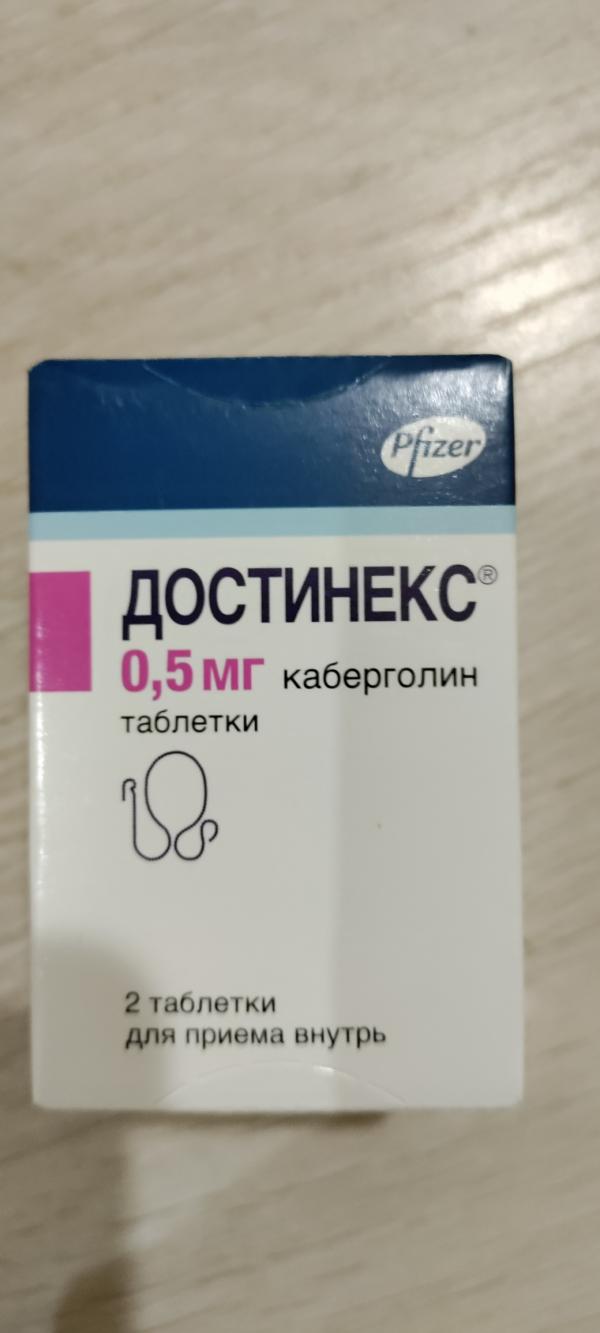 Pfizer
ДОСТИНЕКС®
0,5 мг каберголин
таблетки
2 таблетки
для приема внутрь